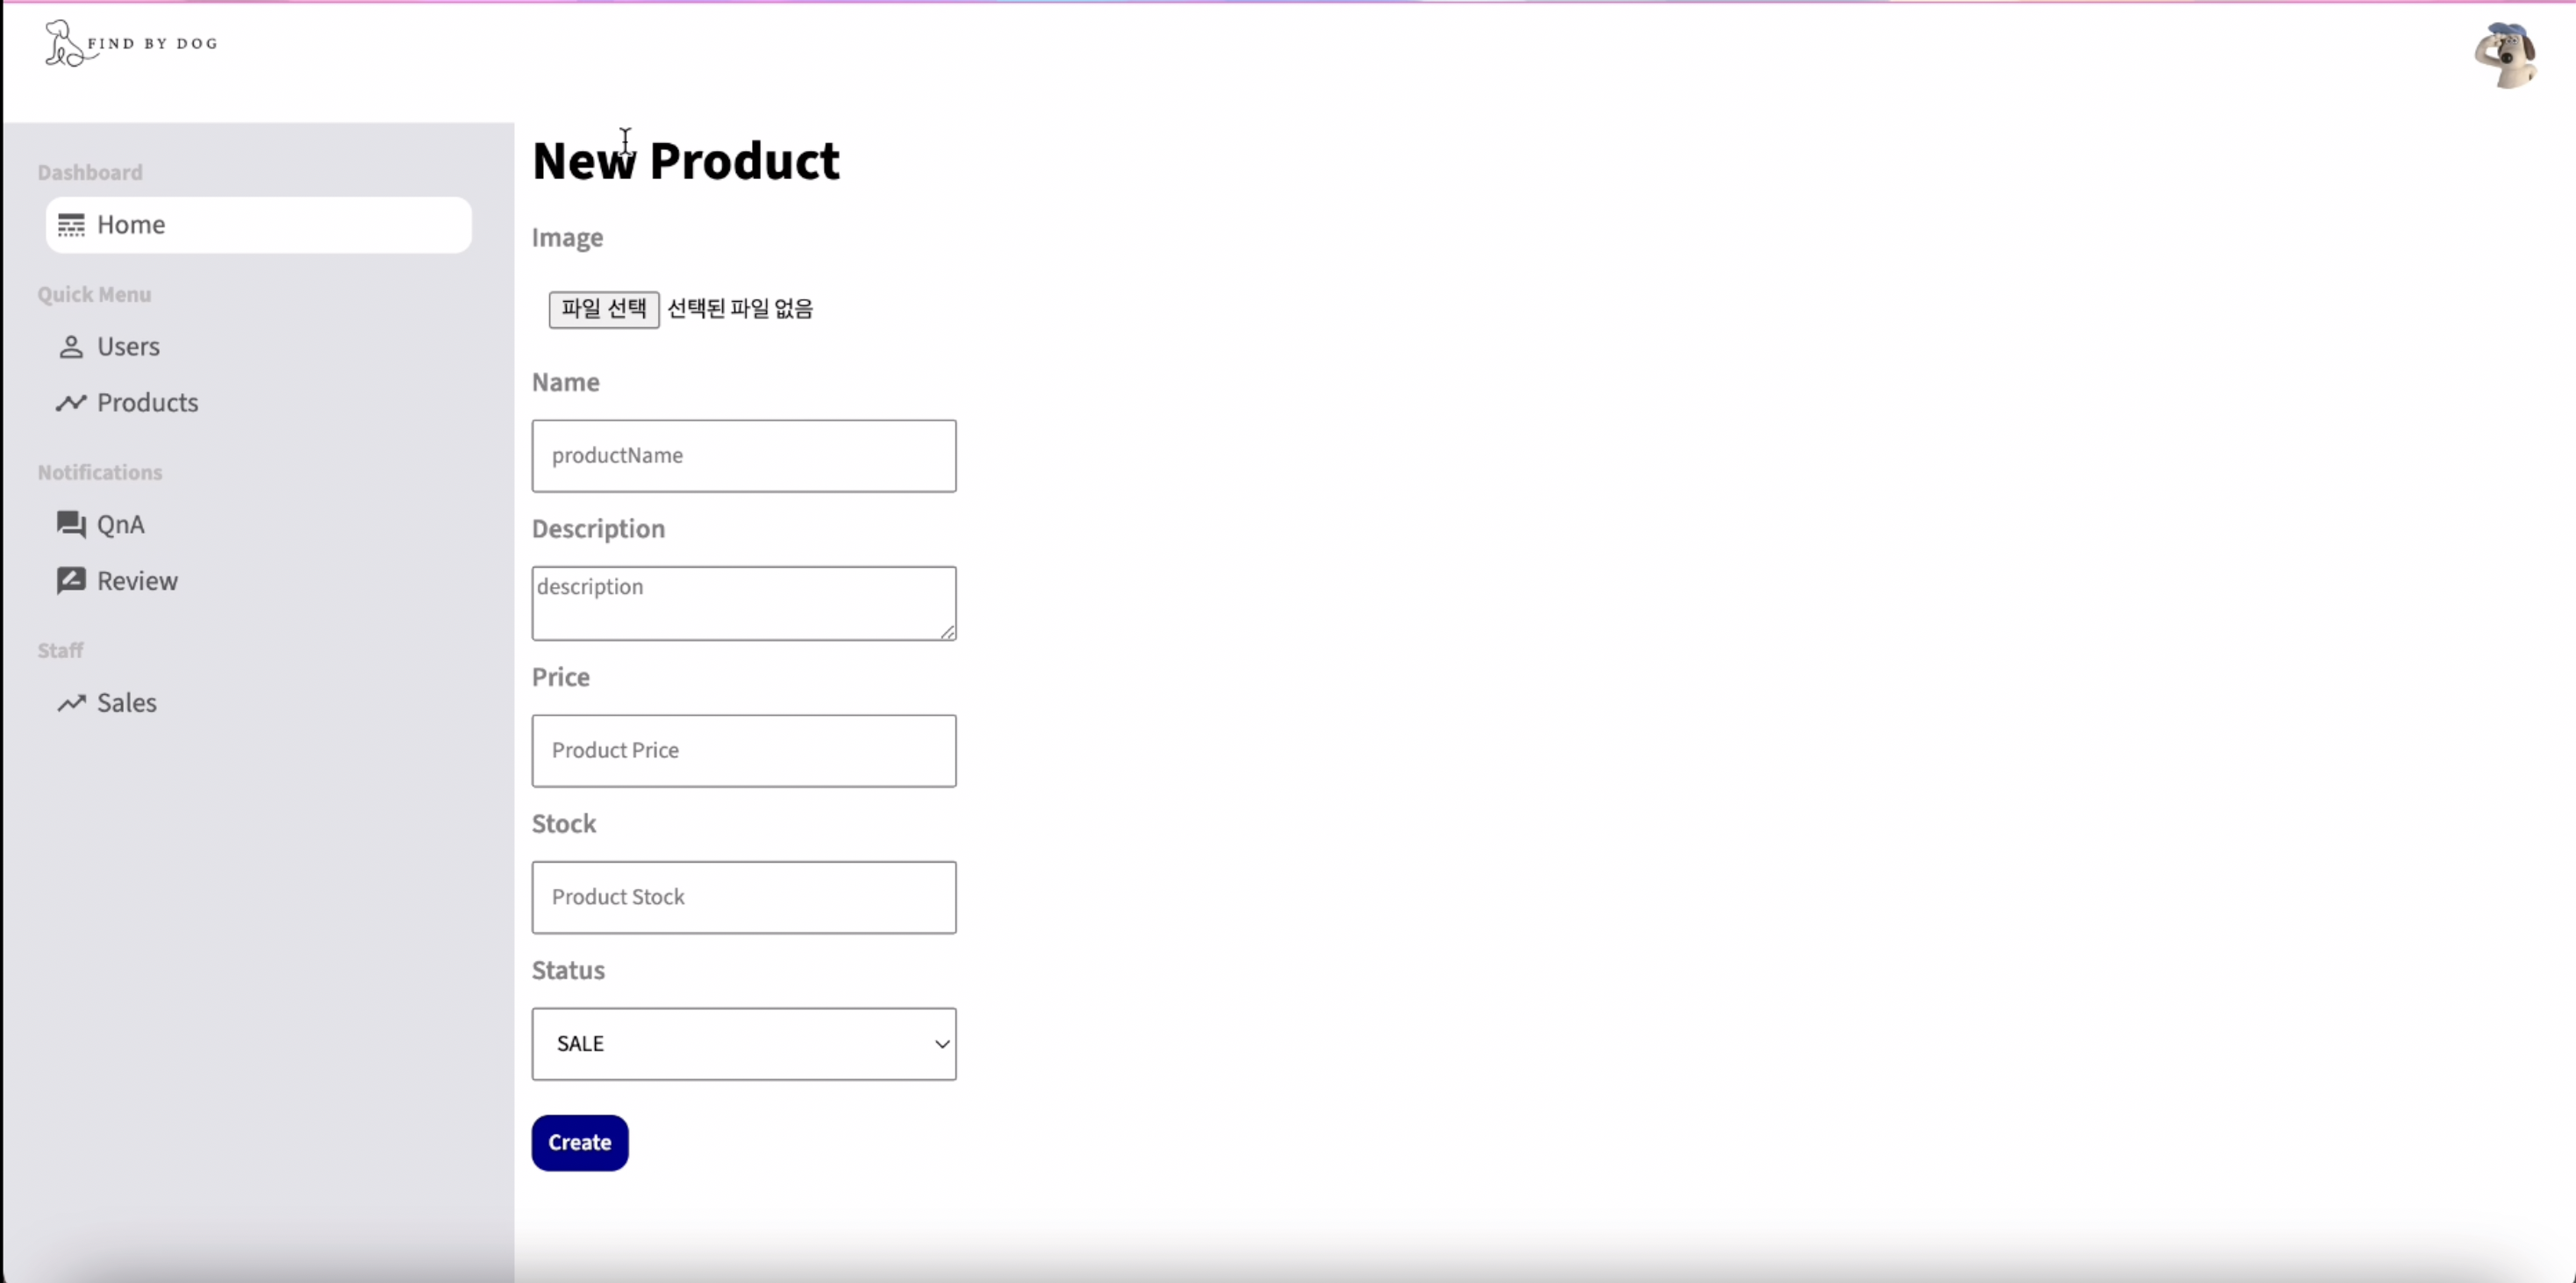 FIND BY DOG
Dashboard
Home
Quick Menu
Users
Products
Notifications
QnA
Review
Staff
Sales
New Product
Image
파일 선택 선택된 파일 없음
Name
productName
Description
description
Price
Product Price
Stock
Product Stock
Status
SALE
Create